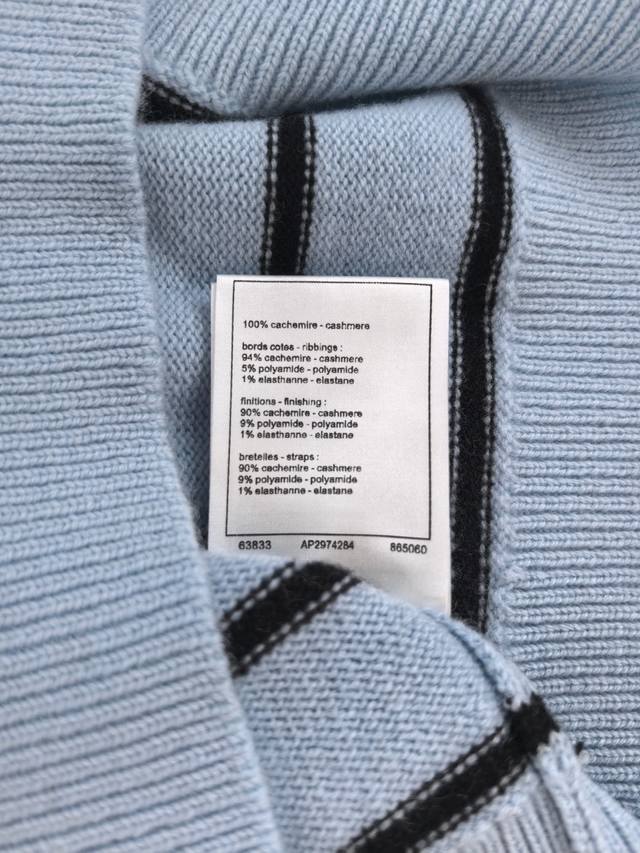 100% cachemire - cashmere
bords cotes - ribbings :
94% cachemire - cashmere
5% polyamide - polyamide
1% elasthanne - elastane
finitions - finishing :
90% cachemire - cashmere
9% polyamide - polyamide
1% elasthanne - elastane
bretelles - straps :
90% cachemire - cashmere
9% polyamide - polyamide
1% elasthanne - elastane
63833 AP2974284 865060